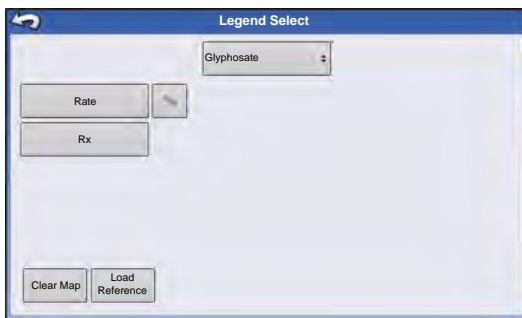 Legend Select
Glyphosate
Rate
Rx
Clear Map
Load
Reference